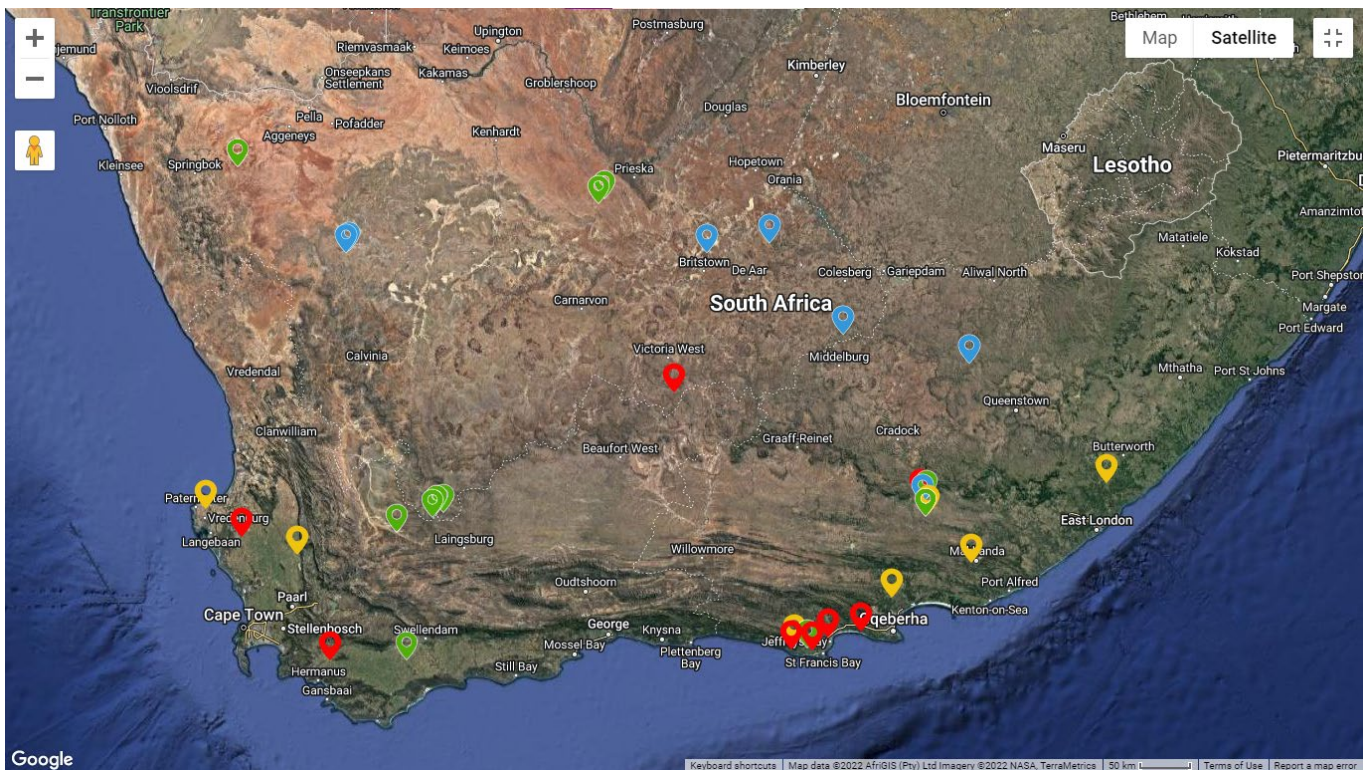 Transfrontier
Park
Postmasburg
Upington
Riemvasmaak
Keimoes
Map
Satellite
Onseepkans
Settlement
Kakamas
Groblershoop
Kimberley
Vioolsdrif
Bloemfontein
Douglas
Port Nolloth
Pella
Pofadder
Aggeneys
Kenhardt
Maseru
Kleinsee
Springbok
Prieska
Hopetown
Orania
Lesotho
Pietermaritzbu
Amanzimtot
Matatiele
Kokstad
Britstown
De Aar
Colesberg
Gariepdam
Aliwal North
Port Shepston
Carnarvon
South Africa
Margate
Port Edward
Calvinia
Victoria West
Middelburg
Vredendal
Mthatha
Port St Johns
Queenstown
Clanwilliam
Cradock
Graaff-Reinet
Beaufort West
Butterworth
Vredenburg
Langebaan
Laingsburg
Willowmore
East London
Oudtshoorn
Port Alfred
Paarl
Kenton-on-Sea
Cape Town
Stellenbosch
Swellendam
George
Knysna
Mossel Bay
Plettenberg
Bay
St Francis Bay
Still Bay
Hermanus
Gansbaai
Google
Keyboard shortcuts
Map data ©2022 AfriGIS (Pty) Ltd Imagery ©2022 NASA, TerraMetrics
50 km
Terms of Use
Report a map error